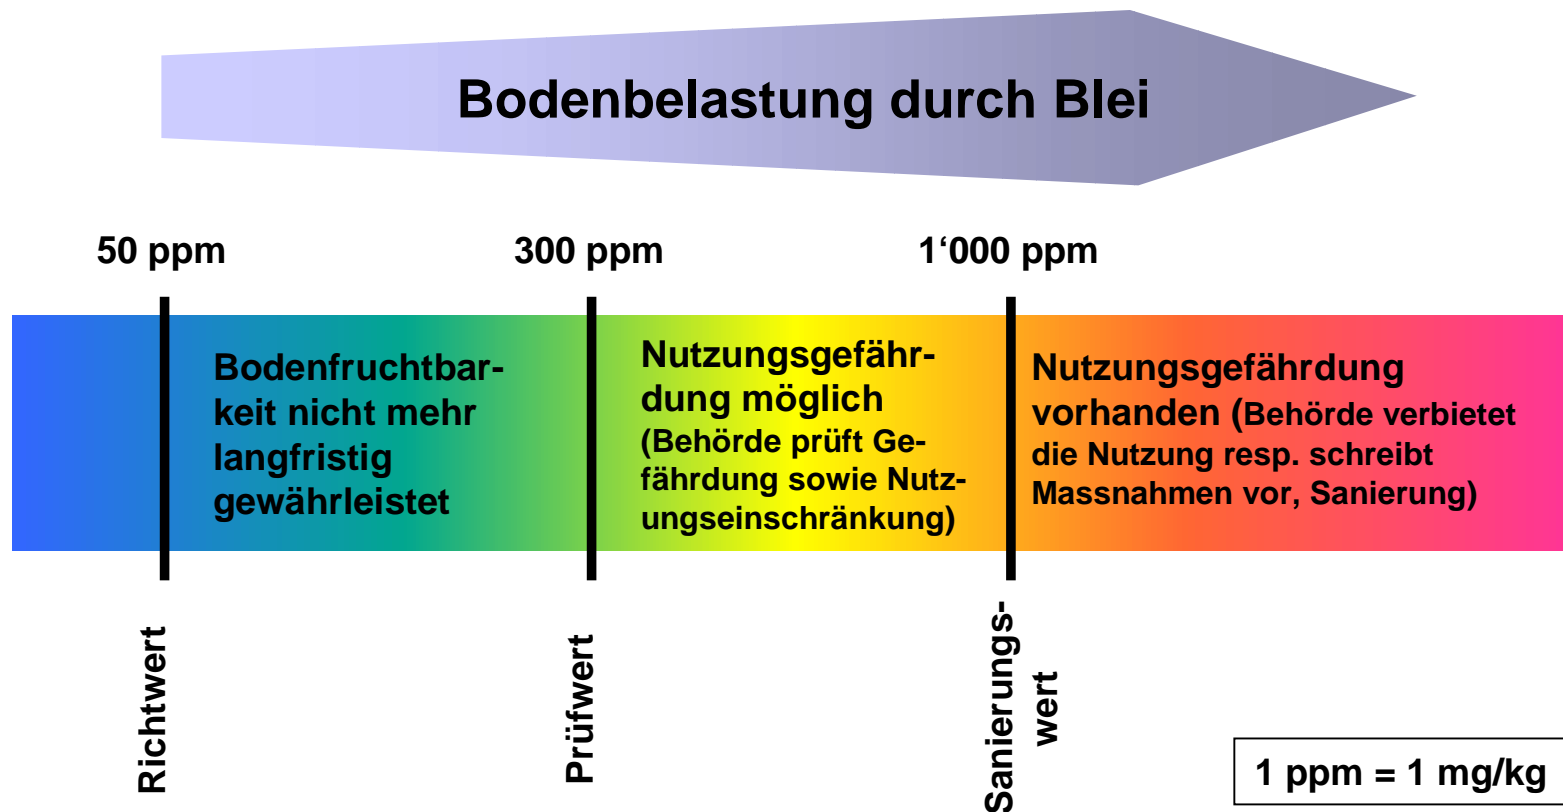 Bodenbelastung durch Blei
50 ppm
300 ppm
1‘000 ppm
Bodenfruchtbar-
keit nicht mehr
langfristig
gewährleistet
Nutzungsgefähr-
dung möglich
(Behörde prüft Ge-
fährdung sowie Nutz-
ungseinschränkung)
Nutzungsgefährdung
vorhanden (Behörde verbietet
die Nutzung resp. schreibt
Massnahmen vor, Sanierung)
Richtwert
Prüfwert
Sanierungs-
wert
1 ppm = 1 mg/kg